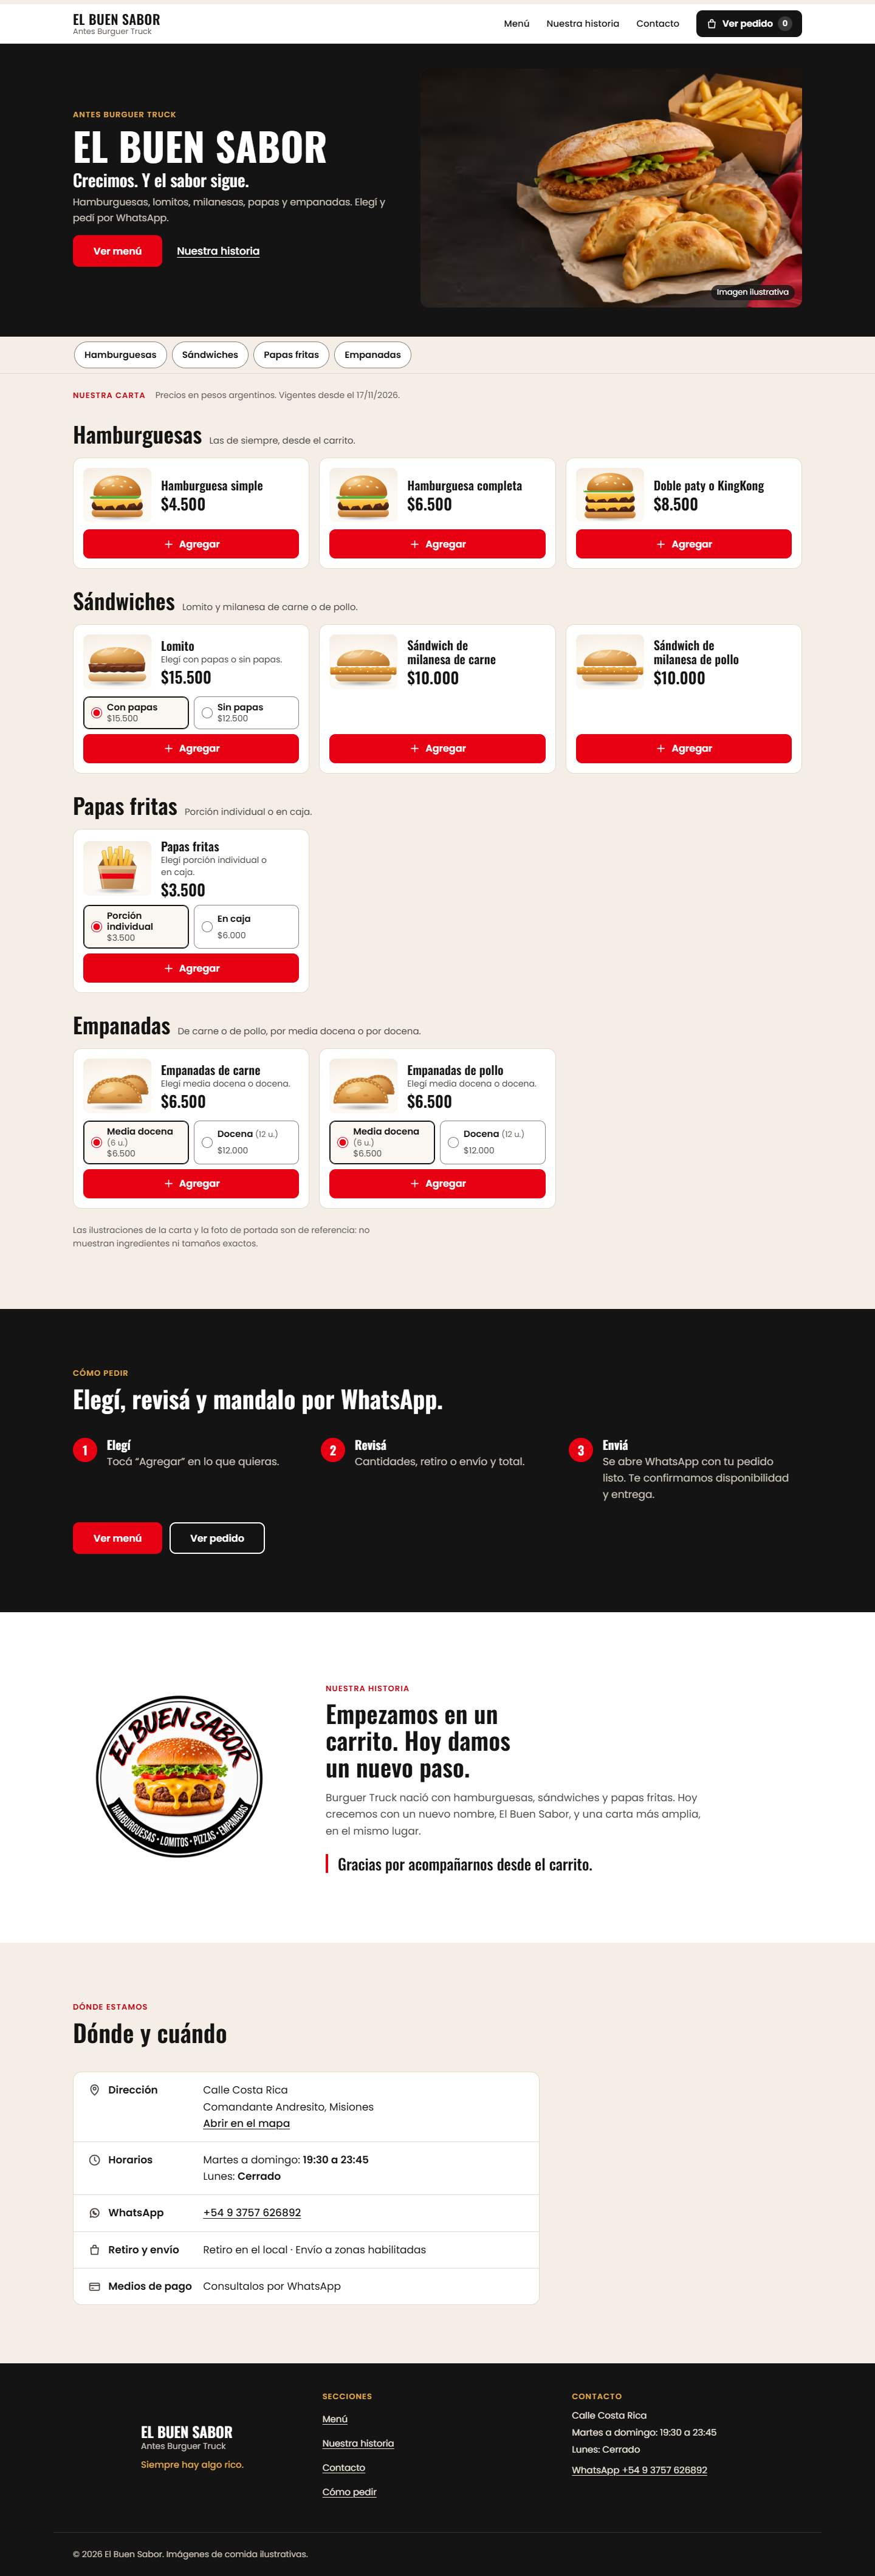 EL BUEN SABOR
Antes Burguer Truck
Menú
Nuestra historia
Contacto
Ver pedido 0
ANTES BURGUER TRUCK
EL BUEN SABOR
Crecimos. Y el sabor sigue.
Hamburguesas, lomitos, milanesas, papas y empanadas. Elegí y
pedí por WhatsApp.
Ver menú
Nuestra historia
Imagen ilustrativa
Hamburguesas
Sándwiches
Papas fritas
Empanadas
NUESTRA CARTA Precios en pesos argentinos. Vigentes desde el 17/11/2026.
Hamburguesas Las de siempre, desde el carrito.
Hamburguesa simple
$4.500
+ Agregar
Hamburguesa completa
$6.500
+ Agregar
Doble paty o KingKong
$8.500
+ Agregar
Sándwiches Lomito y milanesa de carne o de pollo.
Lomito
Elegí con papas o sin papas.
$15.500
Con papas
$15.500
Sin papas
$12.500
+ Agregar
Sándwich de
milanesa de carne
$10.000
+ Agregar
Sándwich de
milanesa de pollo
$10.000
+ Agregar
Papas fritas Porción individual o en caja.
Papas fritas
Elegí porción individual o
en caja.
$3.500
Porción
individual
$3.500
En caja
$6.000
+ Agregar
Empanadas De carne o de pollo, por media docena o por docena.
Empanadas de carne
Elegí media docena o docena.
$6.500
Media docena
(6 u.)
$6.500
Docena (12 u.)
$12.000
+ Agregar
Empanadas de pollo
Elegí media docena o docena.
$6.500
Media docena
(6 u.)
$6.500
Docena (12 u.)
$12.000
+ Agregar
Las ilustraciones de la carta y la foto de portada son de referencia: no
muestran ingredientes ni tamaños exactos.
CÓMO PEDIR
Elegí, revisá y mandalo por WhatsApp.
1
Elegí
Tocá “Agregar” en lo que quieras.
2
Revisá
Cantidades, retiro o envío y total.
3
Enviá
Se abre WhatsApp con tu pedido
listo. Te confirmamos disponibilidad
y entrega.
Ver menú
Ver pedido
EL BUEN SABOR
HAMBURGUESAS • LOMITOS • PIZZAS • EMPANADAS
NUESTRA HISTORIA
Empezamos en un
carrito. Hoy damos
un nuevo paso.
Burguer Truck nació con hamburguesas, sándwiches y papas fritas. Hoy
crecemos con un nuevo nombre, El Buen Sabor, y una carta más amplia,
en el mismo lugar.
Gracias por acompañarnos desde el carrito.
DÓNDE ESTAMOS
Dónde y cuándo
Dirección
Calle Costa Rica
Comandante Andresito, Misiones
Abrir en el mapa
Horarios
Martes a domingo: 19:30 a 23:45
Lunes: Cerrado
WhatsApp
+54 9 3757 626892
Retiro y envío
Retiro en el local · Envío a zonas habilitadas
Medios de pago
Consultalos por WhatsApp
EL BUEN SABOR
Antes Burguer Truck
Siempre hay algo rico.
SECCIONES
Menú
Nuestra historia
Contacto
Cómo pedir
CONTACTO
Calle Costa Rica
Martes a domingo: 19:30 a 23:45
Lunes: Cerrado
WhatsApp +54 9 3757 626892
© 2026 El Buen Sabor. Imágenes de comida ilustrativas.